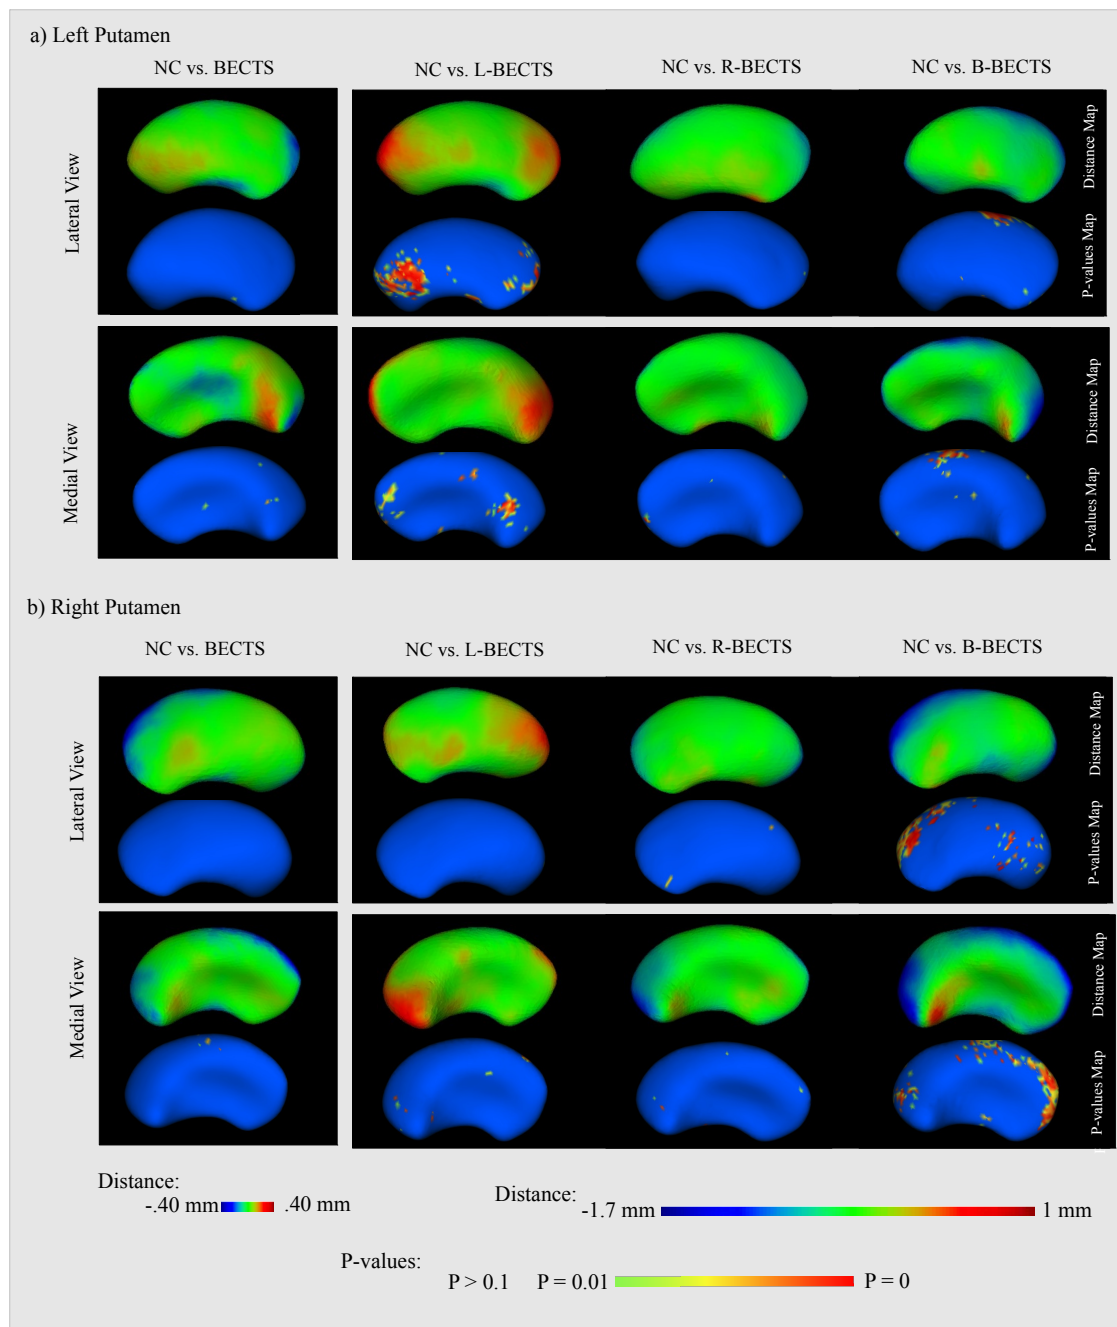 a) Left Putamen
NC vs. BECTS
NC vs. L-BECTS
NC vs. R-BECTS
NC vs. B-BECTS
Lateral View
Distance Map
P-values Map
Medial View
Distance Map
P-values Map
b) Right Putamen
NC vs. BECTS
NC vs. L-BECTS
NC vs. R-BECTS
NC vs. B-BECTS
Lateral View
Distance Map
P-values Map
Medial View
Distance Map
P-values Map
Distance:
-.40 mm .40 mm
Distance:
-1.7 mm 1 mm
P-values:
P > 0.1 P = 0.01 P = 0